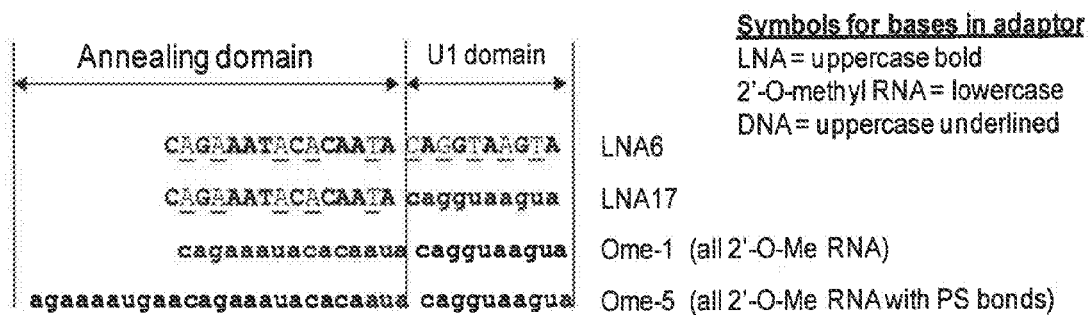 Symbols for bases in adaptor
LNA = uppercase bold
2'-O-methyl RNA = lowercase
DNA = uppercase underlined
Annealing domain U1 domain
CAGAAATACACAATA CAGGTAAGTA LNA6
CAGAAATACACAATA cagguaagua LNA17
cagaaauacacaaua cagguaagua Ome-1 (all 2'-O-Me RNA)
agaaaaugaacagaaauacacaaua cagguaagua Ome-5 (all 2'-O-Me RNA with PS bonds)